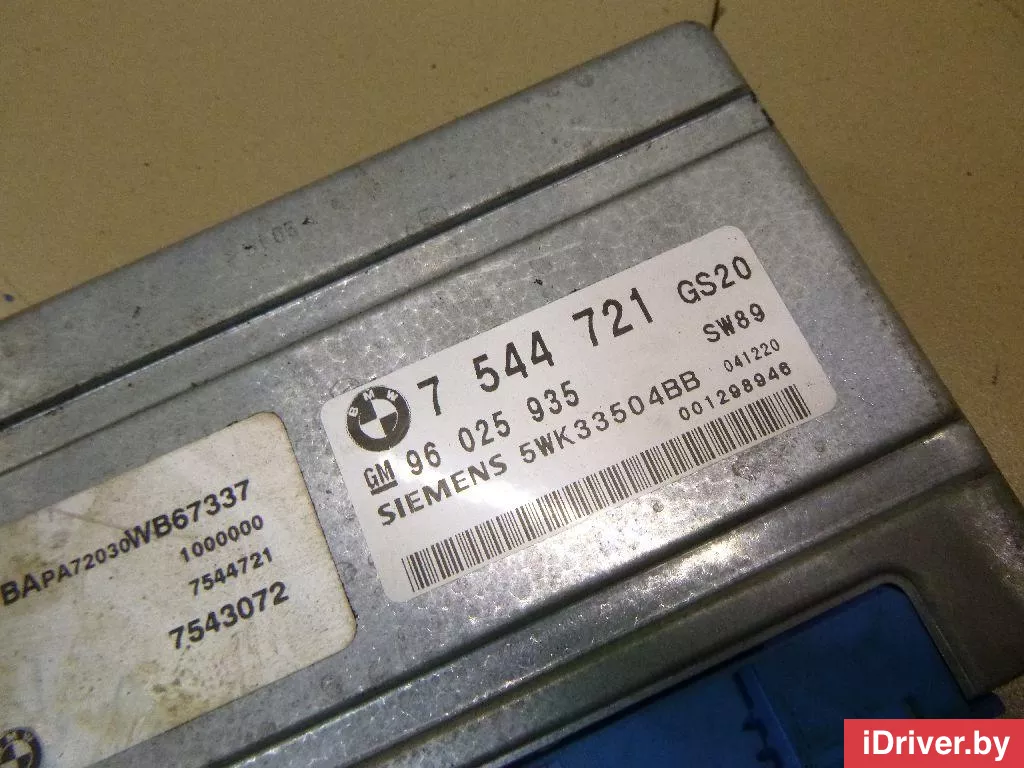 BMW 7 544 721 GS20
GM 96 025 935 SW89
SIEMENS 5WK33504BB 041220
001298946
BAPA72030WB67337
1000000
7544721
7543072
iDriver.by